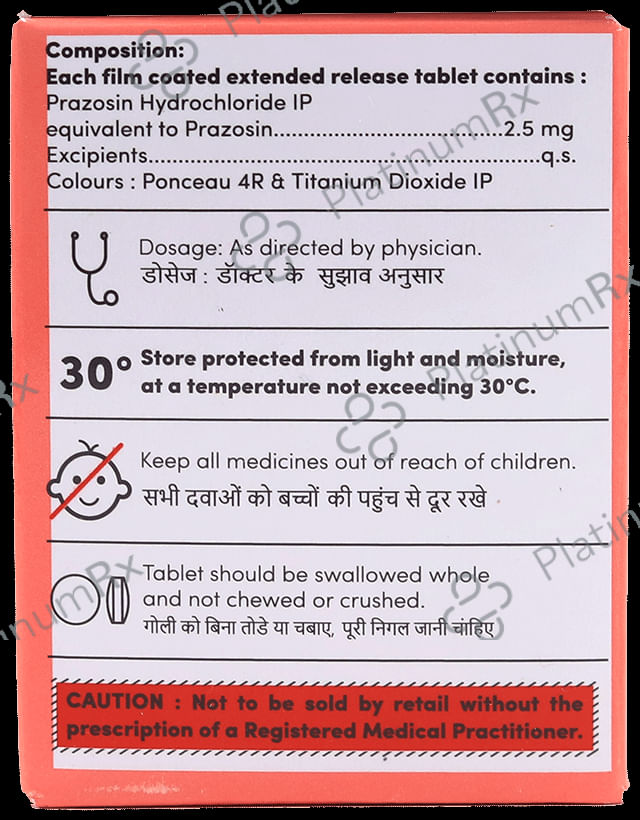 Composition:
Each film coated extended release tablet contains :
Prazosin Hydrochloride IP
equivalent to Prazosin....................................2.5 mg
Excipients.............................................................q.s.
Colours : Ponceau 4R & Titanium Dioxide IP
Dosage: As directed by physician.
डोसेज : डॉक्टर के सुझाव अनुसार
30° Store protected from light and moisture,
at a temperature not exceeding 30°C.
Keep all medicines out of reach of children.
सभी दवाओं को बच्चों की पहुंच से दूर रखे
Tablet should be swallowed whole
and not chewed or crushed.
गोली को बिना तोडे या चबाए, पूरी निगल जानी चाहिए
CAUTION : Not to be sold by retail without the
prescription of a Registered Medical Practitioner.
PlatinumRx
PlatinumRx
PlatinumRx